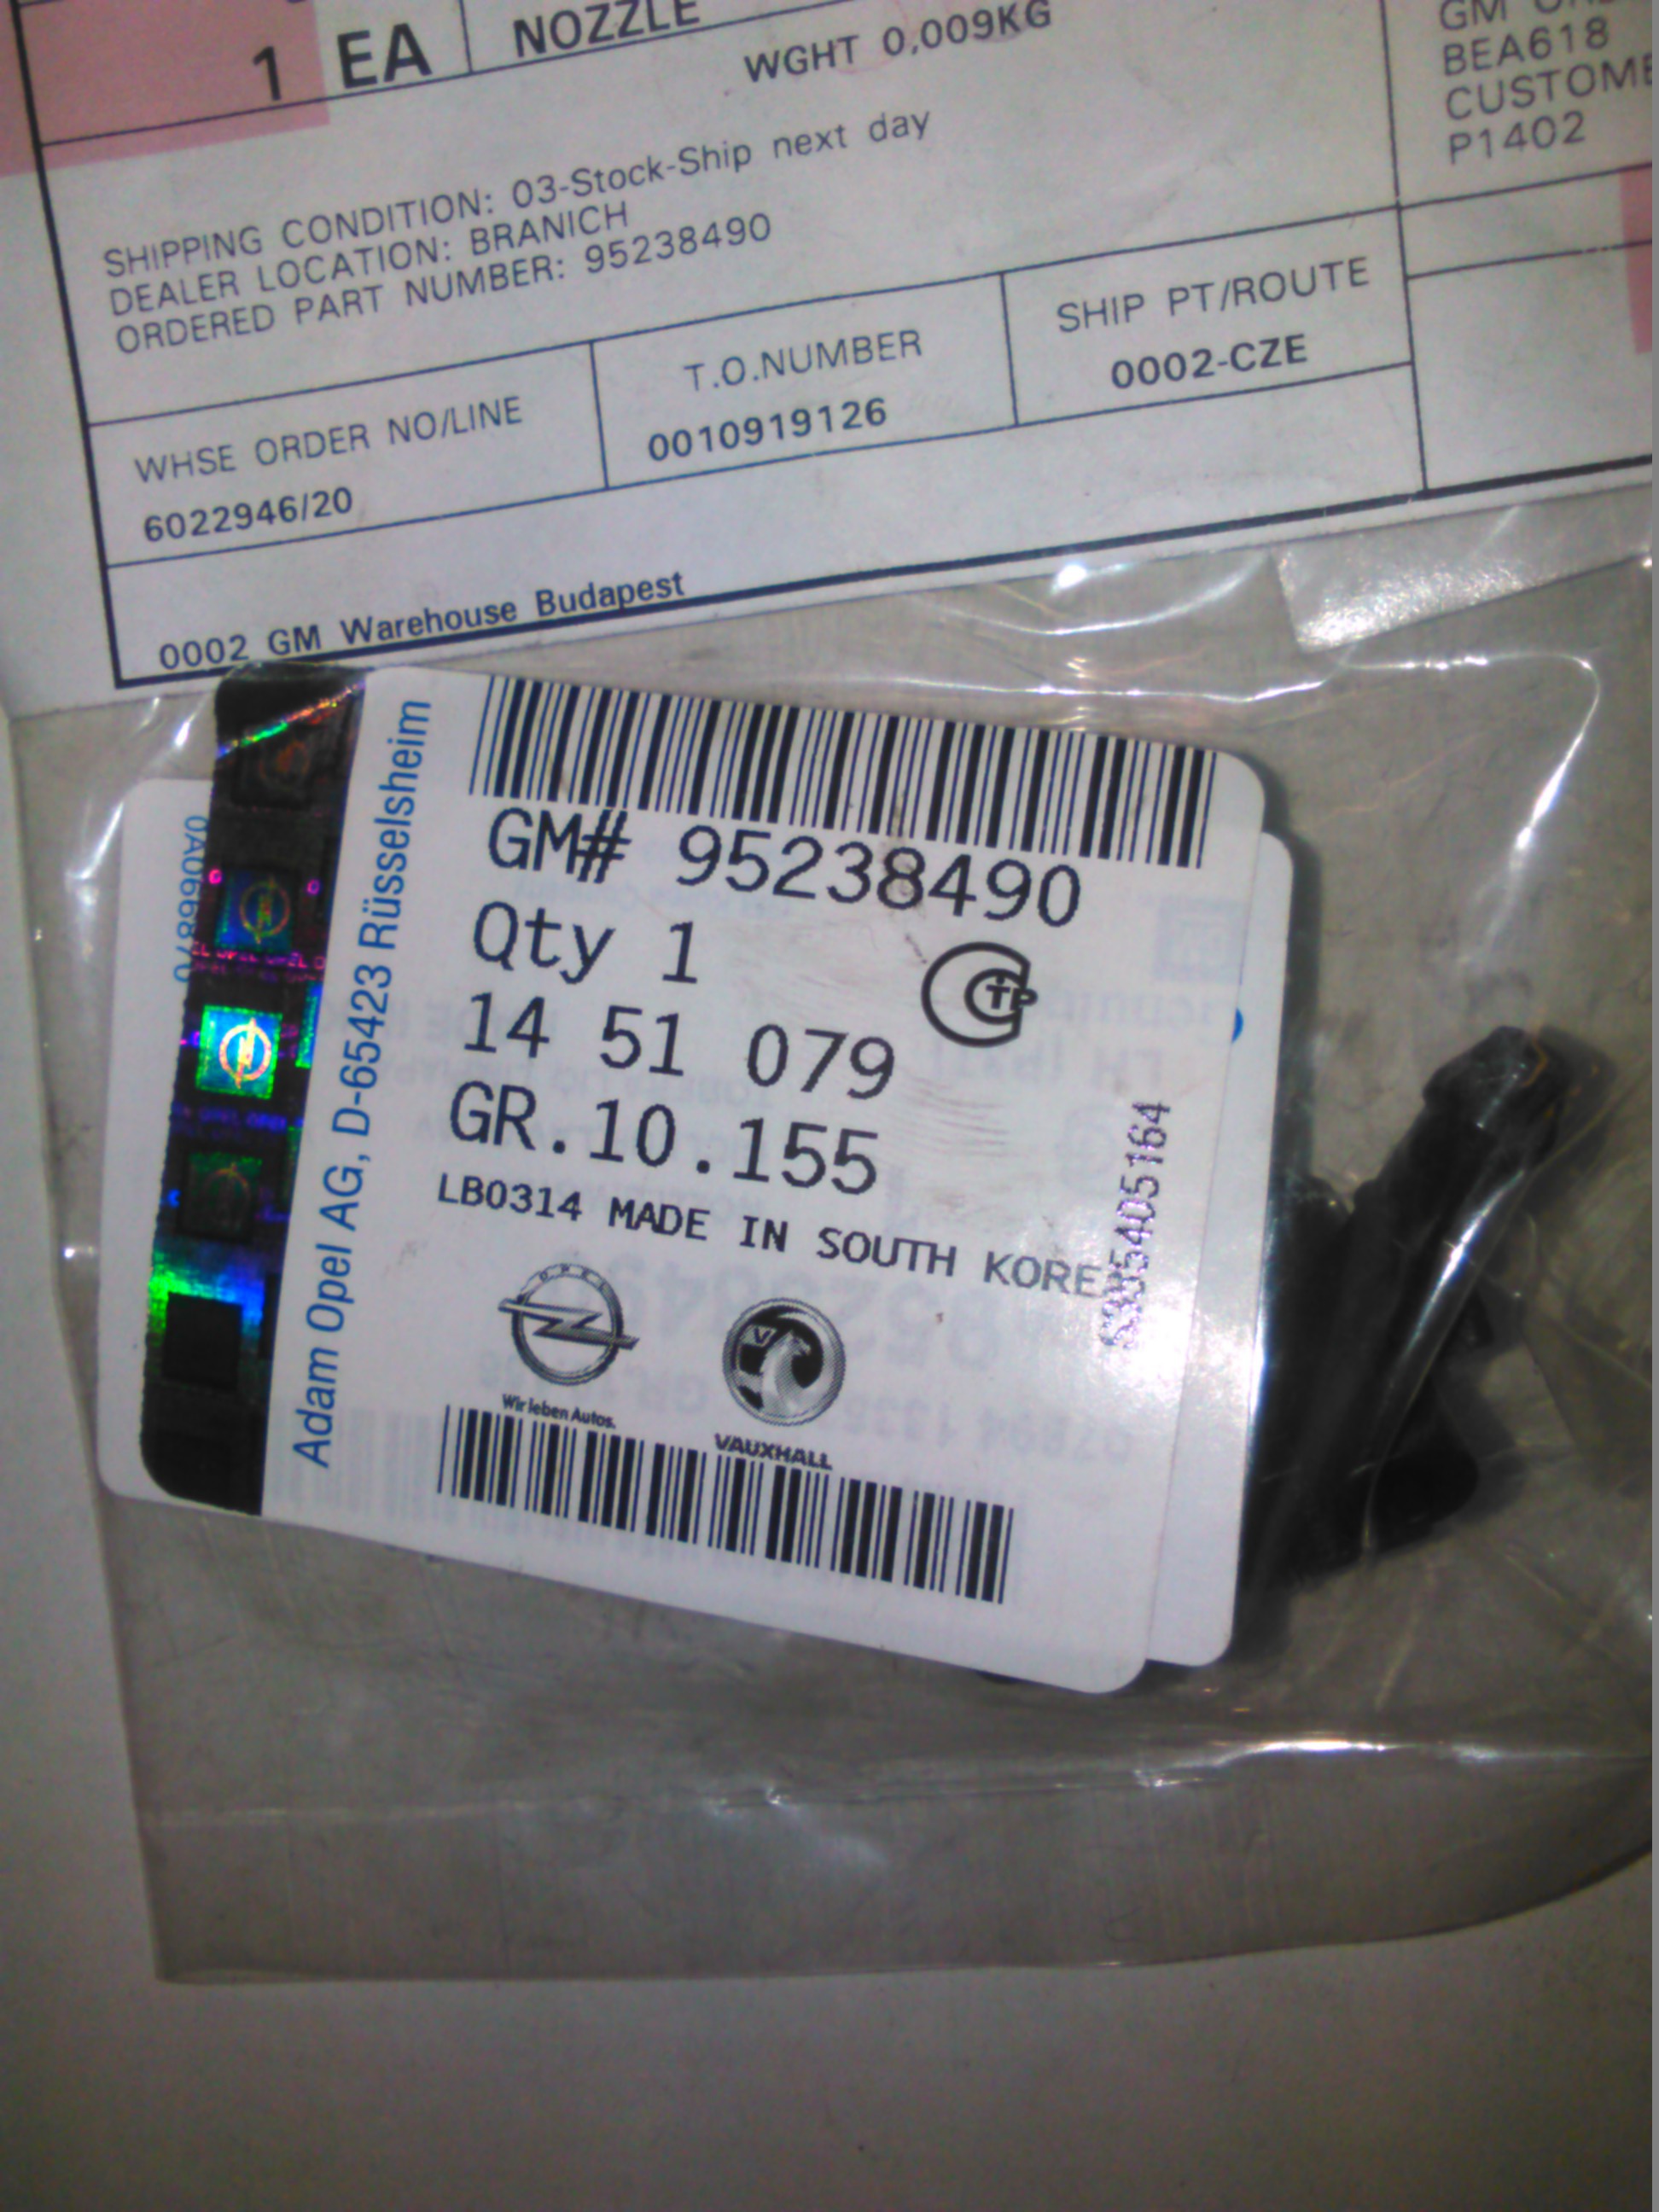 1 EA NOZZLE
WGHT 0,009KG
SHIPPING CONDITION: 03-Stock-Ship next day
DEALER LOCATION: BRANICH
ORDERED PART NUMBER: 95238490
GM
BEA618
CUSTOME
P1402
WHSE ORDER NO/LINE
6022946/20
T.O.NUMBER
0010919126
SHIP PT/ROUTE
0002-CZE
0002 GM Warehouse Budapest
Adam Opel AG, D-65423 Rüsselsheim
GM# 95238490
Qty 1
14 51 079
GR.10.155
LB0314 MADE IN SOUTH KORE
OPEL
Wir leben Autos.
VAUXHALL